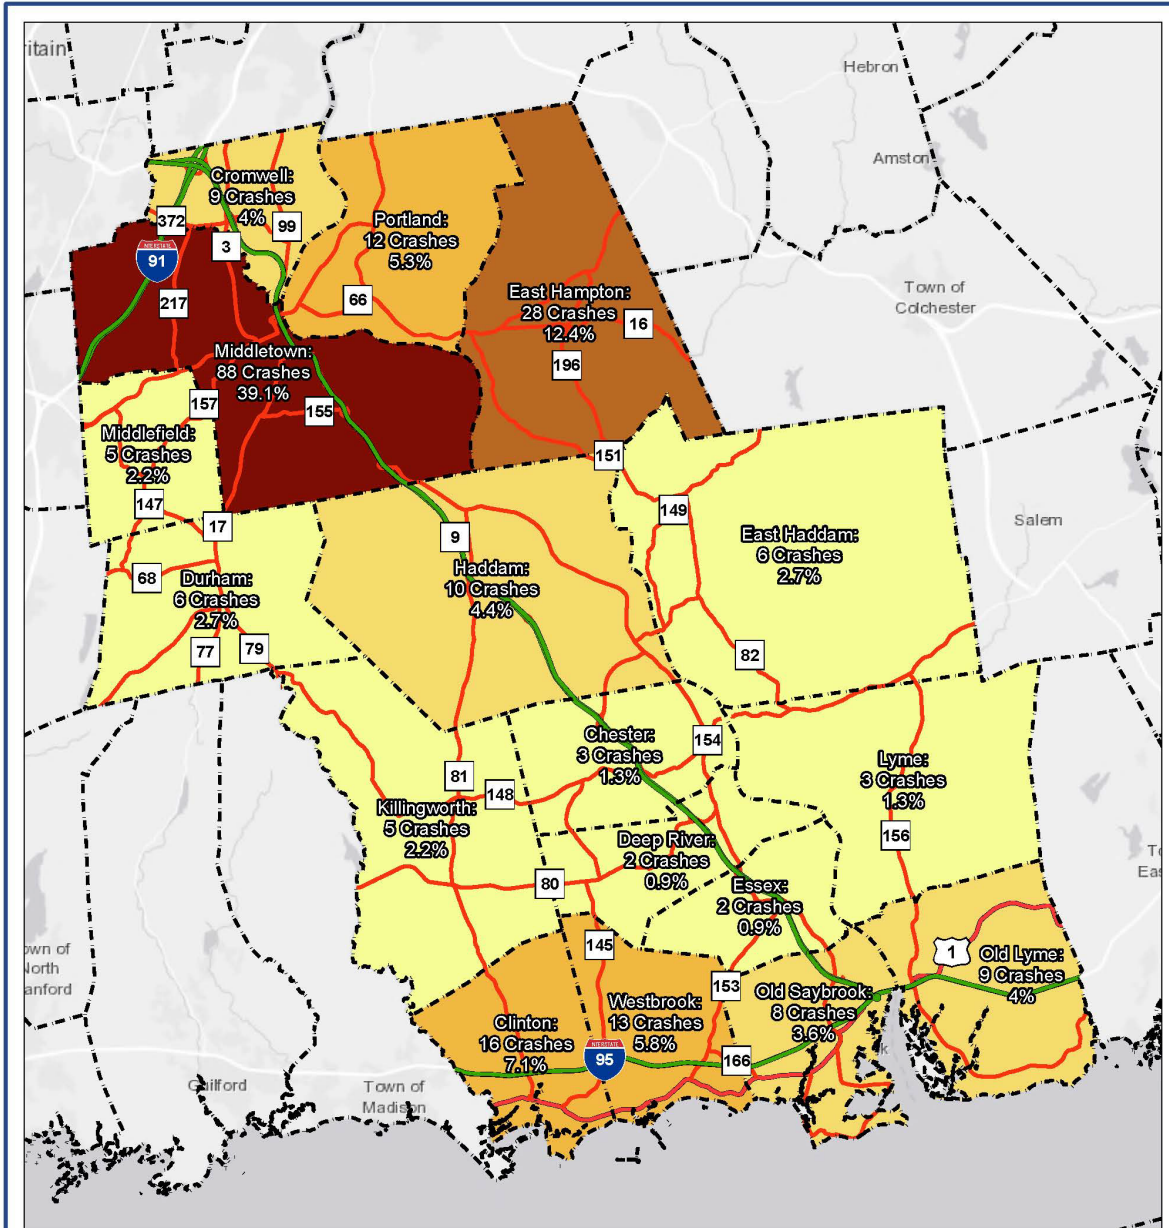 ritain
Hebron
Amston
Cromwell:
9 Crashes
4%
372
99
3
Portland:
12 Crashes
5.3%
INTERSTATE
91
217
66
East Hampton:
28 Crashes
12.4%
16
196
Town of
Colchester
Middletown:
88 Crashes
39.1%
157
155
Middlefield:
5 Crashes
2.2%
151
147
17
149
9
Salem
East Haddam:
6 Crashes
2.7%
68
Durham:
6 Crashes
2.7%
Haddam:
10 Crashes
4.4%
77
79
82
Chester:
3 Crashes
1.3%
154
Lyme:
3 Crashes
1.3%
81
148
Killingworth:
5 Crashes
2.2%
156
Deep River:
2 Crashes
0.9%
80
Essex:
2 Crashes
0.9%
To
Eas
own of
North
anford
145
1
Old Lyme:
9 Crashes
4%
153
Old Saybrook:
8 Crashes
3.6%
k
Westbrook:
13 Crashes
5.8%
Clinton:
16 Crashes
7.1%
INTERSTATE
95
166
Guilford
Town of
Madison